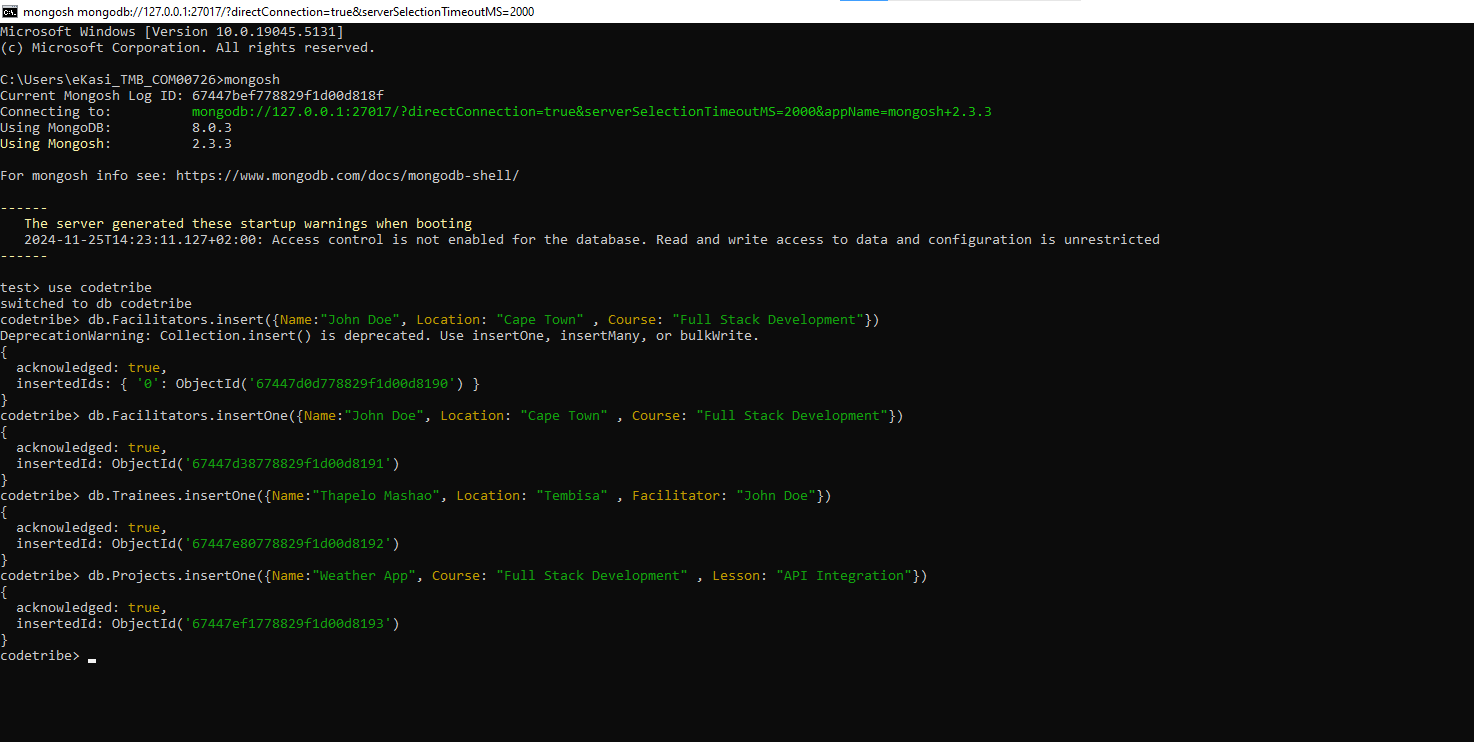 mongosh mongodb://127.0.0.1:27017/?directConnection=true&serverSelectionTimeoutMS=2000
Microsoft Windows [Version 10.0.19045.5131]
(c) Microsoft Corporation. All rights reserved.
C:\Users\eKasi_TMB_COM00726>mongosh
Current Mongosh Log ID: 67447bef778829f1d00d818f
Connecting to:          mongodb://127.0.0.1:27017/?directConnection=true&serverSelectionTimeoutMS=2000&appName=mongosh+2.3.3
Using MongoDB:          8.0.3
Using Mongosh:          2.3.3
For mongosh info see: https://www.mongodb.com/docs/mongodb-shell/
------
   The server generated these startup warnings when booting
   2024-11-25T14:23:11.127+02:00: Access control is not enabled for the database. Read and write access to data and configuration is unrestricted
------
test> use codetribe
switched to db codetribe
codetribe> db.Facilitators.insert({Name:"John Doe", Location: "Cape Town" , Course: "Full Stack Development"})
DeprecationWarning: Collection.insert() is deprecated. Use insertOne, insertMany, or bulkWrite.
{
  acknowledged: true,
  insertedIds: { '0': ObjectId('67447d0d778829f1d00d8190') }
}
codetribe> db.Facilitators.insertOne({Name:"John Doe", Location: "Cape Town" , Course: "Full Stack Development"})
{
  acknowledged: true,
  insertedId: ObjectId('67447d38778829f1d00d8191')
}
codetribe> db.Trainees.insertOne({Name:"Thapelo Mashao", Location: "Tembisa" , Facilitator: "John Doe"})
{
  acknowledged: true,
  insertedId: ObjectId('67447e80778829f1d00d8192')
}
codetribe> db.Projects.insertOne({Name:"Weather App", Course: "Full Stack Development" , Lesson: "API Integration"})
{
  acknowledged: true,
  insertedId: ObjectId('67447ef1778829f1d00d8193')
}
codetribe>